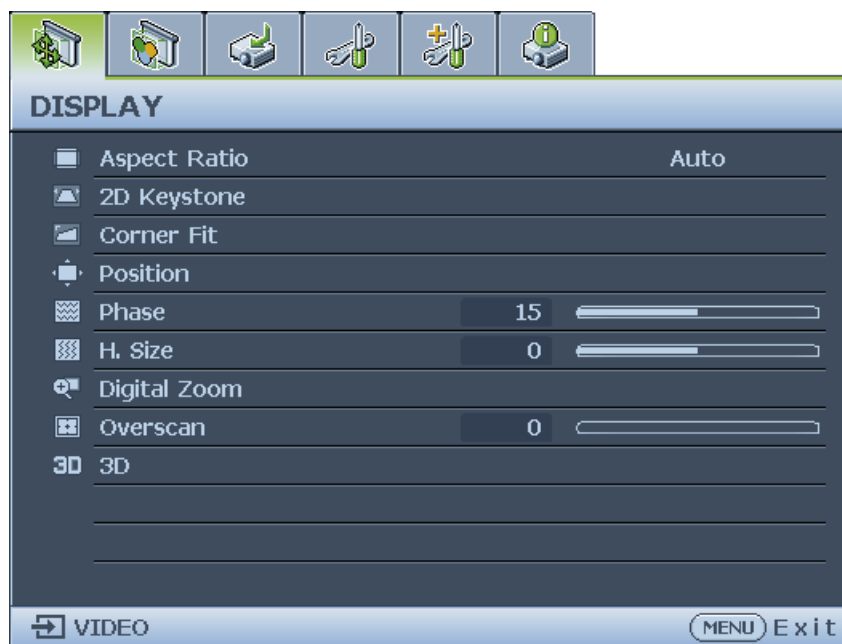 DISPLAY
Aspect Ratio Auto
2D Keystone
Corner Fit
Position
Phase 15
H. Size 0
Digital Zoom
Overscan 0
3D 3D
VIDEO MENU Exit